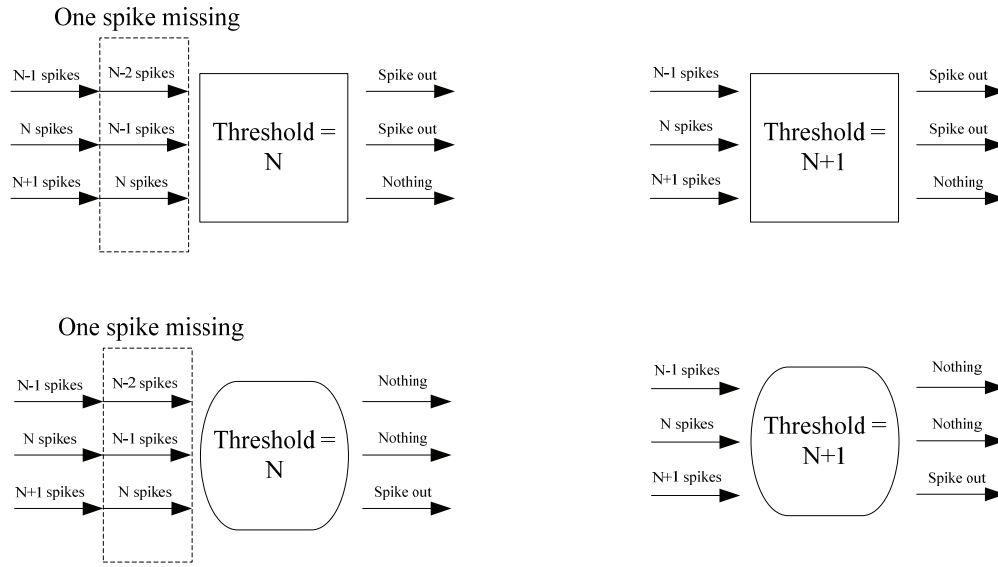 One spike missing
N-1 spikes
N-2 spikes
Spike out
N spikes
N-1 spikes
Spike out
N+1 spikes
N spikes
Nothing
Threshold =
N
N-1 spikes
Spike out
N spikes
Spike out
N+1 spikes
Nothing
Threshold =
N+1
One spike missing
N-1 spikes
N-2 spikes
Nothing
N spikes
N-1 spikes
Nothing
N+1 spikes
N spikes
Spike out
Threshold =
N
N-1 spikes
Nothing
N spikes
Nothing
N+1 spikes
Spike out
Threshold =
N+1